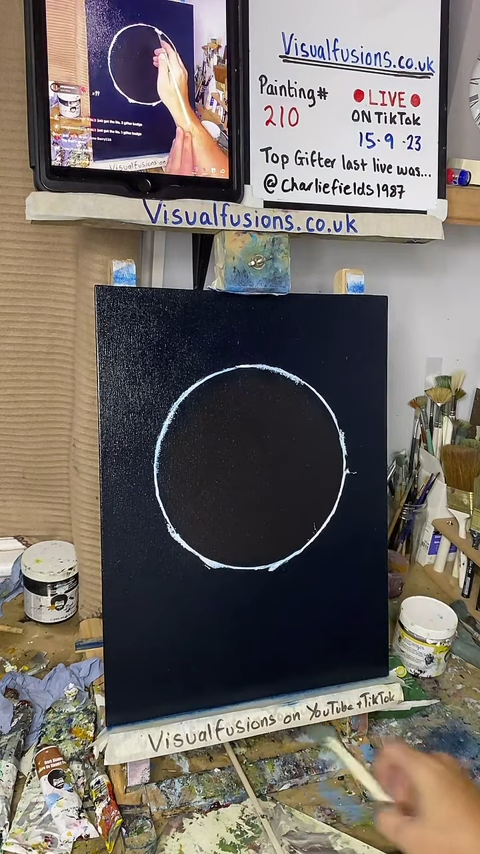 Visualfusions.co.uk
Painting#
210
LIVE
ON TikTok
15-9-23
Top Gifter last live was...
@Charliefields1987
Visualfusions.co.uk
Visualfusions on YouTube+TikTok